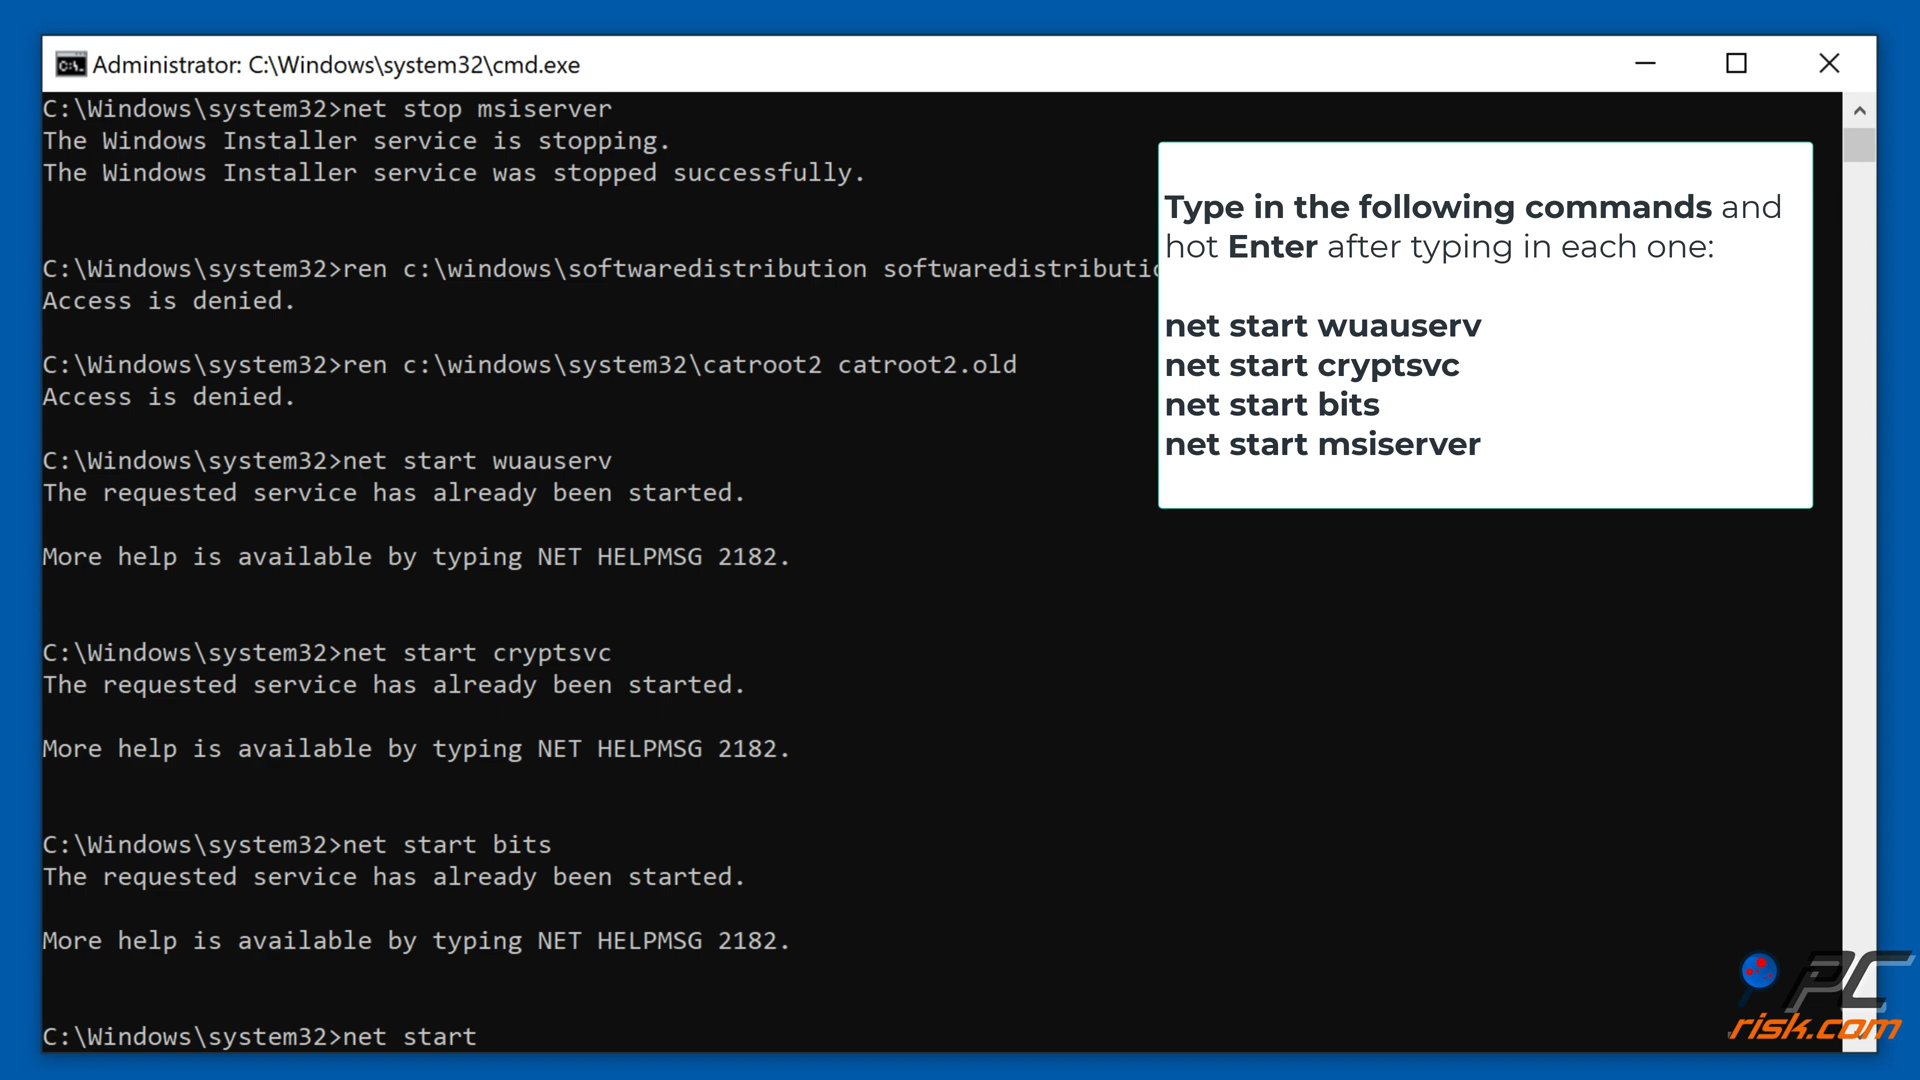 Administrator: C:\Windows\system32\cmd.exe
C:\Windows\system32>net stop msiserver
The Windows Installer service is stopping.
The Windows Installer service was stopped successfully.
C:\Windows\system32>ren c:\windows\softwaredistribution softwaredistributio
Access is denied.
C:\Windows\system32>ren c:\windows\system32\catroot2 catroot2.old
Access is denied.
C:\Windows\system32>net start wuauserv
The requested service has already been started.
More help is available by typing NET HELPMSG 2182.
C:\Windows\system32>net start cryptsvc
The requested service has already been started.
More help is available by typing NET HELPMSG 2182.
C:\Windows\system32>net start bits
The requested service has already been started.
More help is available by typing NET HELPMSG 2182.
C:\Windows\system32>net start
Type in the following commands and
hot Enter after typing in each one:
net start wuauserv
net start cryptsvc
net start bits
net start msiserver
PC
risk.com